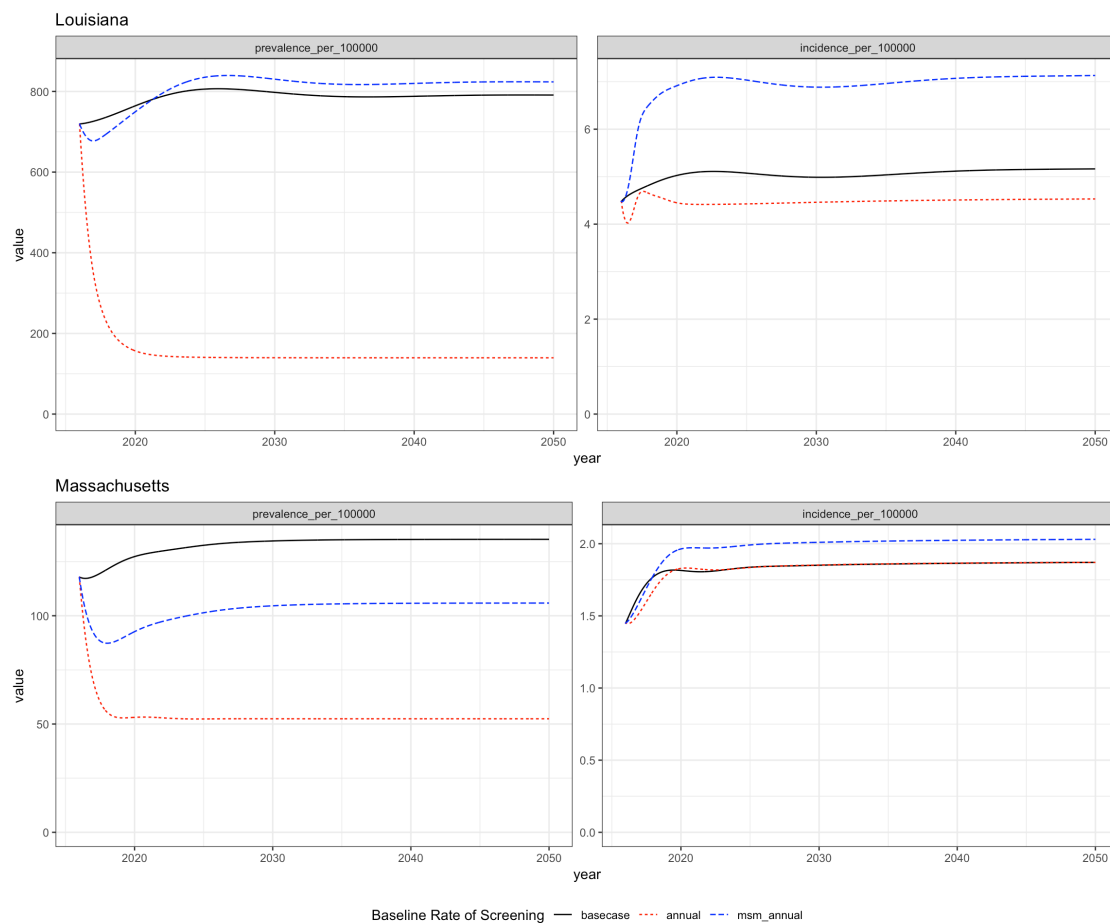 Louisiana
prevalence_per_100000
incidence_per_100000
value
800
600
400
200
0
6
4
2
0
2020 2030 2040 2050
2020 2030 2040 2050
year
Massachusetts
prevalence_per_100000
incidence_per_100000
value
100
50
0
2.0
1.5
1.0
0.5
0.0
2020 2030 2040 2050
2020 2030 2040 2050
year
Baseline Rate of Screening basecase annual msm_annual